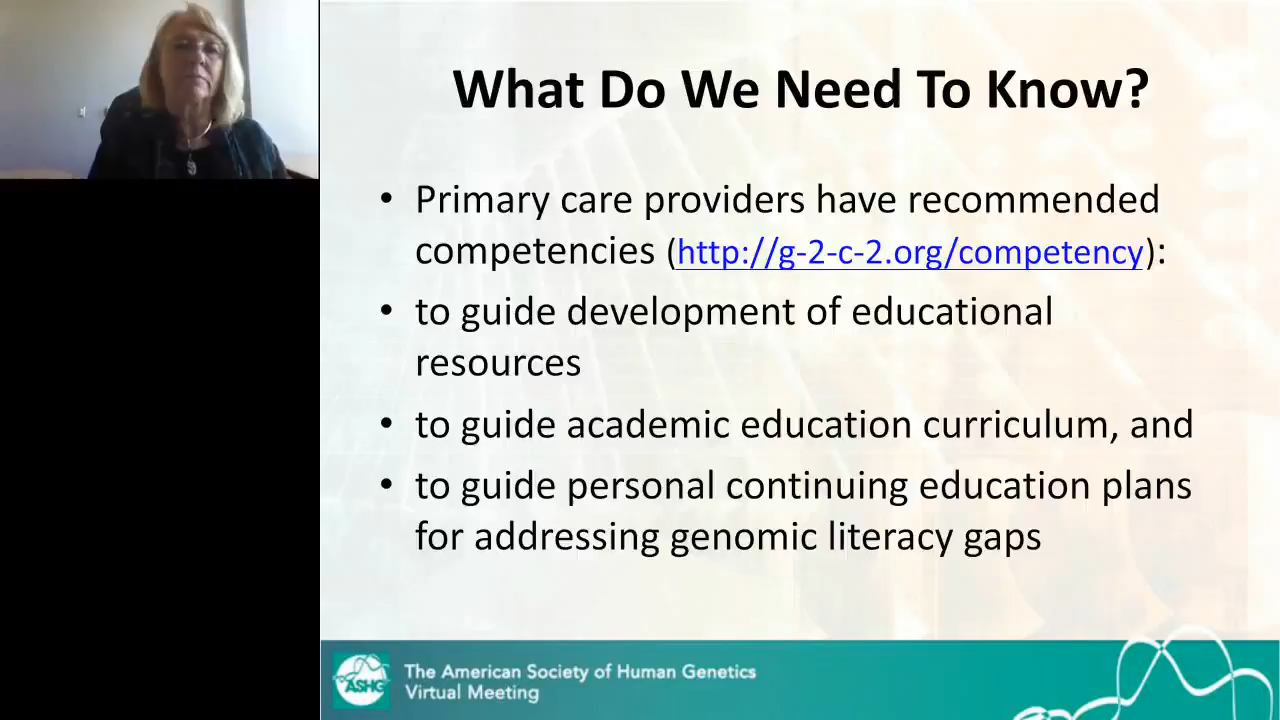 What Do We Need To Know?
• Primary care providers have recommended
competencies (http://g-2-c-2.org/competency):
• to guide development of educational
resources
• to guide academic education curriculum, and
• to guide personal continuing education plans
for addressing genomic literacy gaps
ASHG
The American Society of Human Genetics
Virtual Meeting